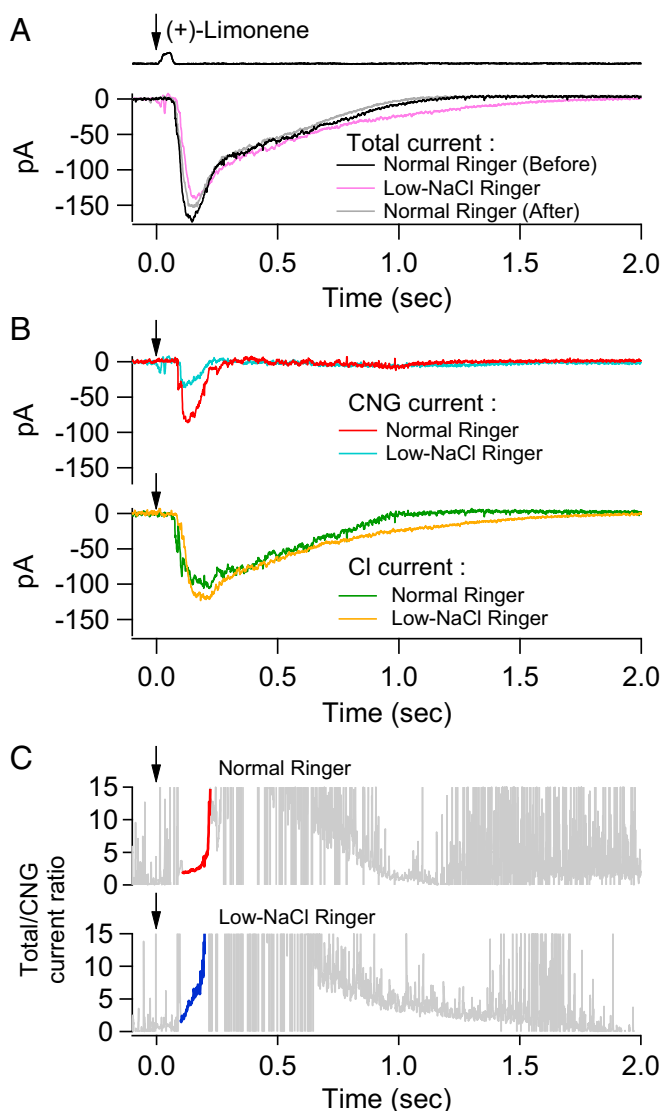 A
(+)-Limonene
0
-50
-100
-150
pA
Total current :
Normal Ringer (Before)
Low-NaCl Ringer
Normal Ringer (After)
0.0 0.5 1.0 1.5 2.0
Time (sec)
B
0
-50
-100
-150
pA
CNG current :
Normal Ringer
Low-NaCl Ringer
0
-50
-100
-150
pA
Cl current :
Normal Ringer
Low-NaCl Ringer
0.0 0.5 1.0 1.5 2.0
Time (sec)
C
Normal Ringer
15
10
5
0
Total/CNG
current ratio
Low-NaCl Ringer
15
10
5
0
0.0 0.5 1.0 1.5 2.0
Time (sec)